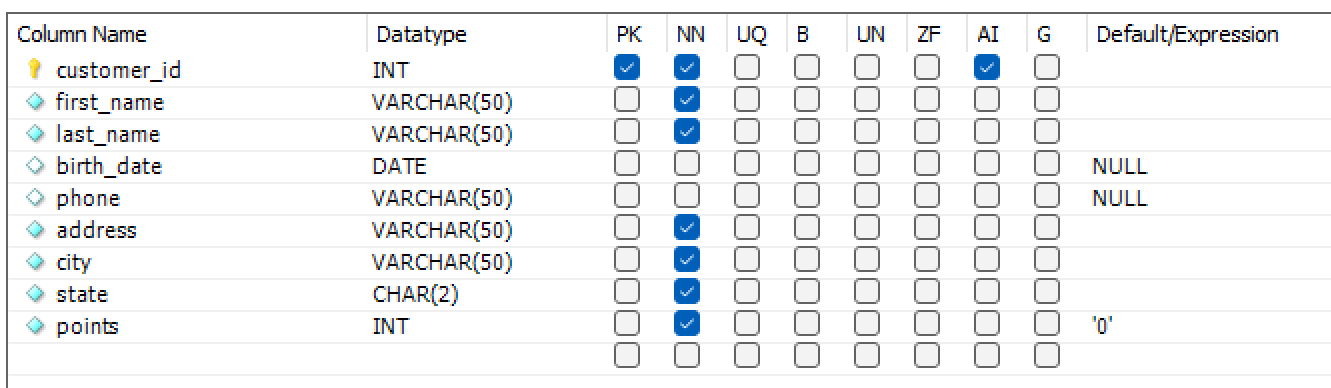 Column Name Datatype PK NN UQ B UN ZF AI G Default/Expression
customer_id INT
first_name VARCHAR(50)
last_name VARCHAR(50)
birth_date DATE NULL
phone VARCHAR(50) NULL
address VARCHAR(50)
city VARCHAR(50)
state CHAR(2)
points INT '0'